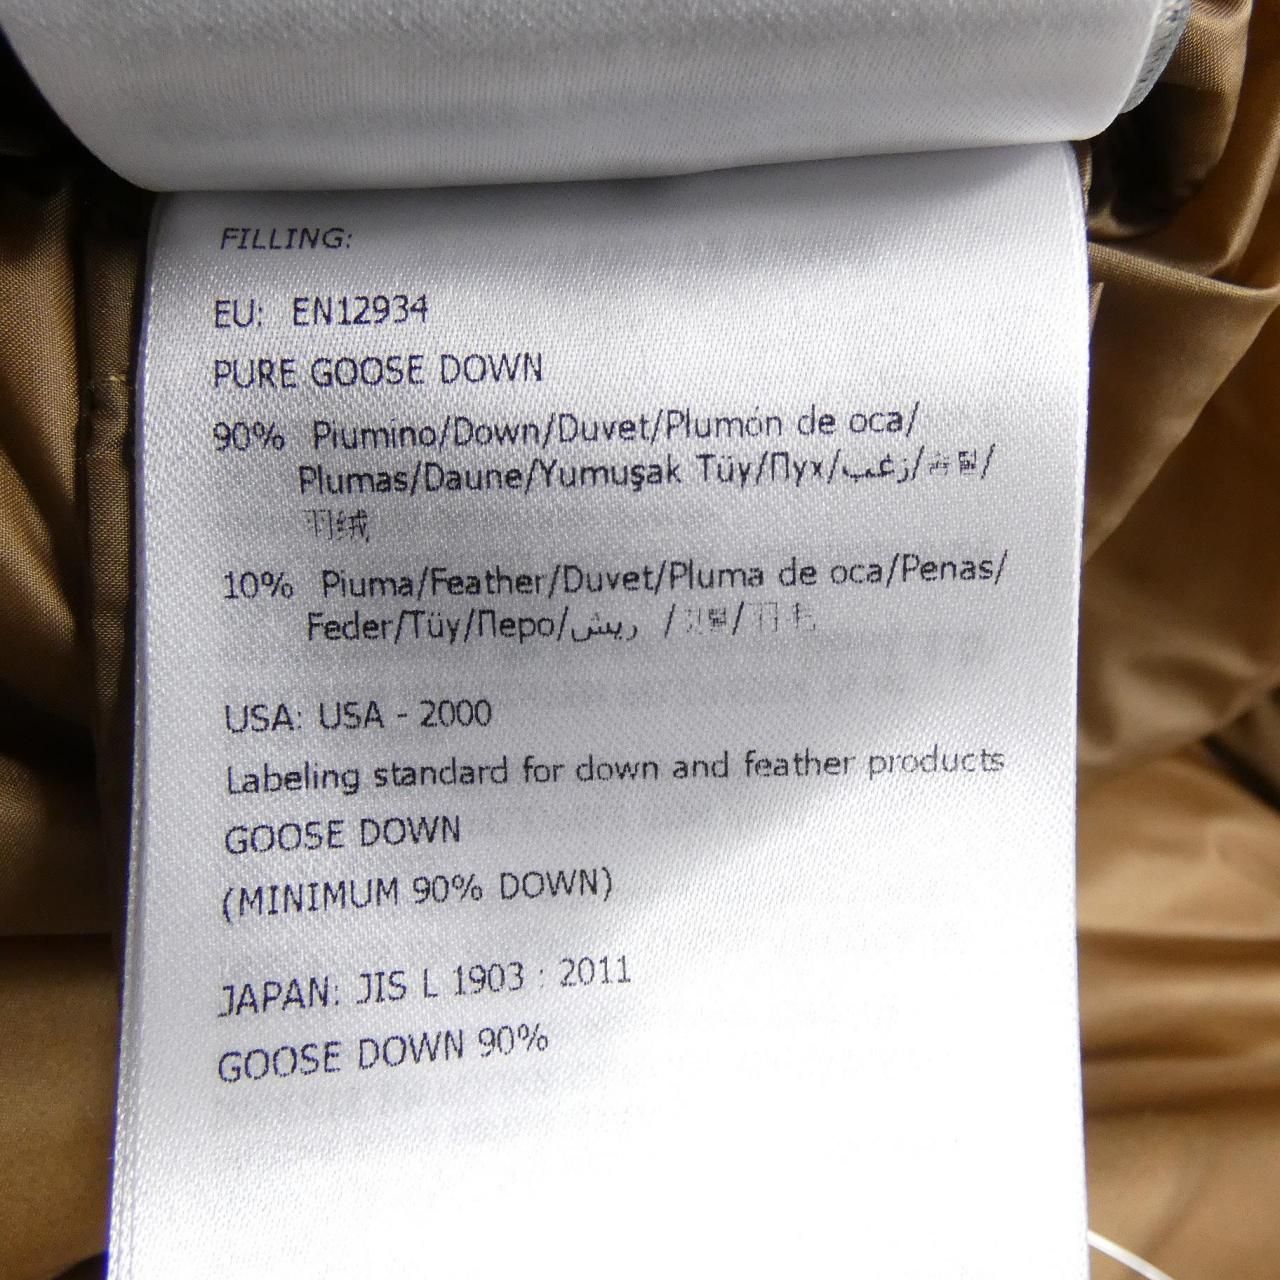 FILLING:
EU: EN12934
PURE GOOSE DOWN
90% Piumino/Down/Duvet/Plumón de oca/
Plumas/Daune/Yumuşak Tüy/Пух/زغب/
羽绒
10% Piuma/Feather/Duvet/Pluma de oca/Penas/
Feder/Tüy/Перо/ريش /羽毛
USA: USA - 2000
Labeling standard for down and feather products
GOOSE DOWN
(MINIMUM 90% DOWN)
JAPAN: JIS L 1903 : 2011
GOOSE DOWN 90%